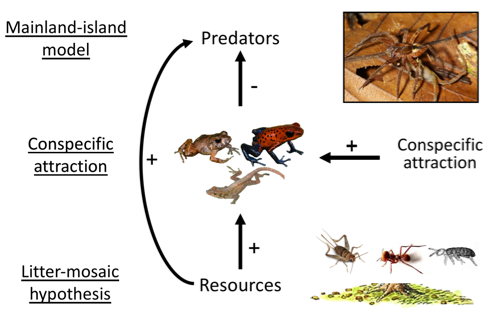 Mainland-island
model
Predators
-
Conspecific
attraction
+
+
Conspecific
attraction
+
Litter-mosaic
hypothesis
Resources